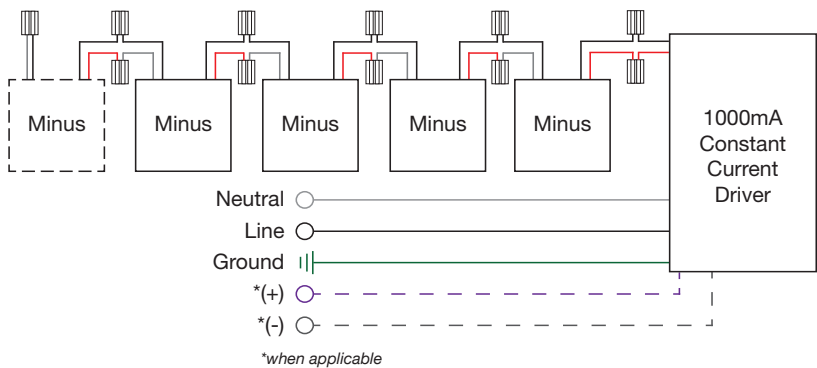 Minus
Minus
Minus
Minus
Minus
1000mA
Constant
Current
Driver
Neutral
Line
Ground
*(+)
*(-)
*when applicable